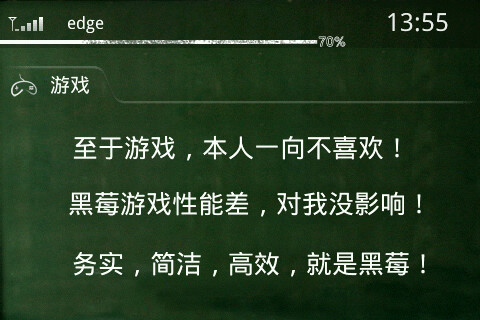 edge
13:55
70%
游戏
至于游戏，本人一向不喜欢！
黑莓游戏性能差，对我没影响！
务实，简洁，高效，就是黑莓！